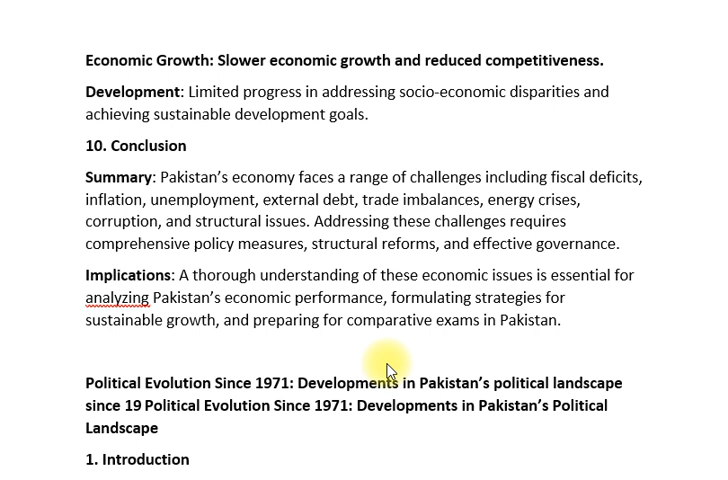 Economic Growth: Slower economic growth and reduced competitiveness.
Development: Limited progress in addressing socio-economic disparities and
achieving sustainable development goals.
10. Conclusion
Summary: Pakistan’s economy faces a range of challenges including fiscal deficits,
inflation, unemployment, external debt, trade imbalances, energy crises,
corruption, and structural issues. Addressing these challenges requires
comprehensive policy measures, structural reforms, and effective governance.
Implications: A thorough understanding of these economic issues is essential for
analyzing Pakistan’s economic performance, formulating strategies for
sustainable growth, and preparing for comparative exams in Pakistan.
Political Evolution Since 1971: Developments in Pakistan’s political landscape
since 19 Political Evolution Since 1971: Developments in Pakistan’s Political
Landscape
1. Introduction